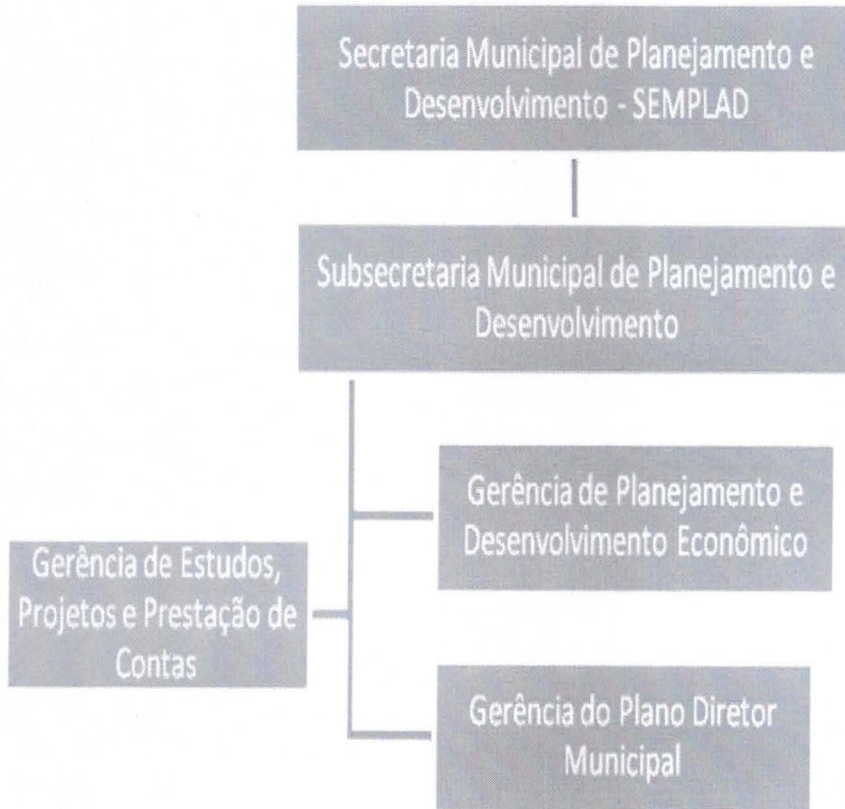 Secretaria Municipal de Planejamento e
Desenvolvimento - SEMPLAD
Subsecretaria Municipal de Planejamento e
Desenvolvimento
Gerência de Planejamento e
Desenvolvimento Econômico
Gerência de Estudos,
Projetos e Prestação de
Contas
Gerência do Plano Diretor
Municipal